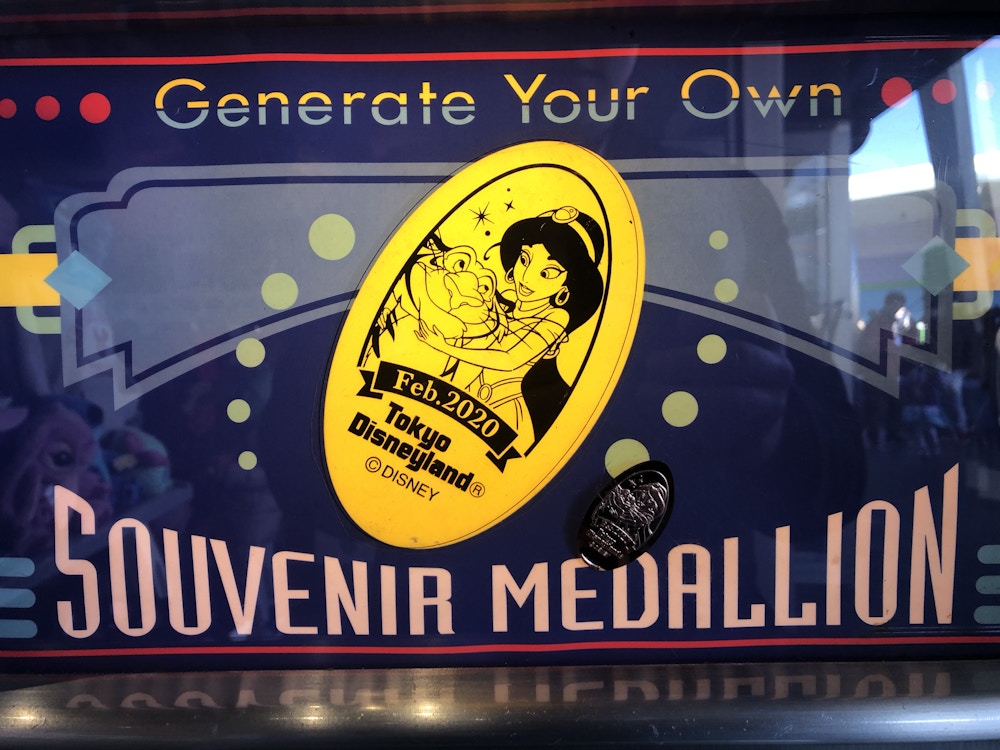 Generate Your Own
Feb.2020
Tokyo
Disneyland®
©DISNEY
SOUVENIR MEDALLION